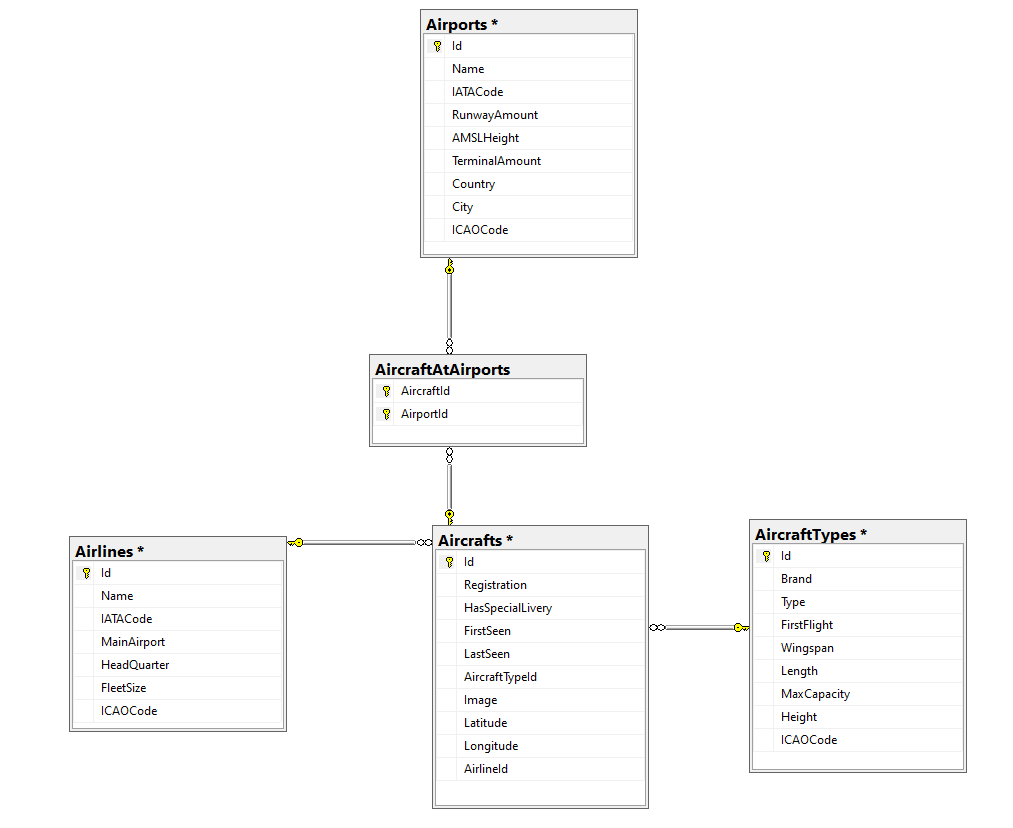 Airports *
Id
Name
IATACode
RunwayAmount
AMSLHeight
TerminalAmount
Country
City
ICAOCode
AircraftAtAirports
AircraftId
AirportId
Airlines *
Id
Name
IATACode
MainAirport
HeadQuarter
FleetSize
ICAOCode
Aircrafts *
Id
Registration
HasSpecialLivery
FirstSeen
LastSeen
AircraftTypeId
Image
Latitude
Longitude
AirlineId
AircraftTypes *
Id
Brand
Type
FirstFlight
Wingspan
Length
MaxCapacity
Height
ICAOCode